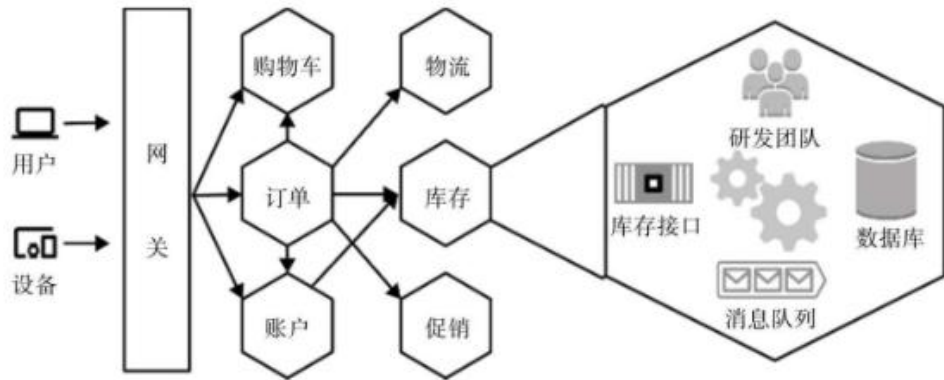 用户
设备
网
关
购物车
订单
账户
物流
库存
促销
研发团队
库存接口
数据库
消息队列